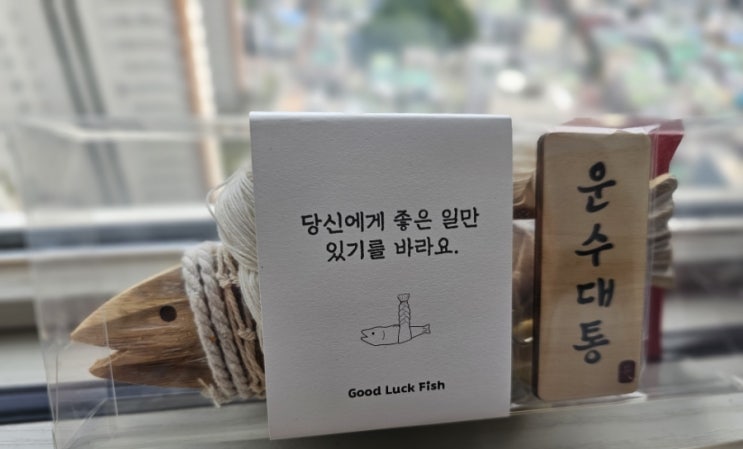 당신에게 좋은 일만
있기를 바라요.
Good Luck Fish
운수대통